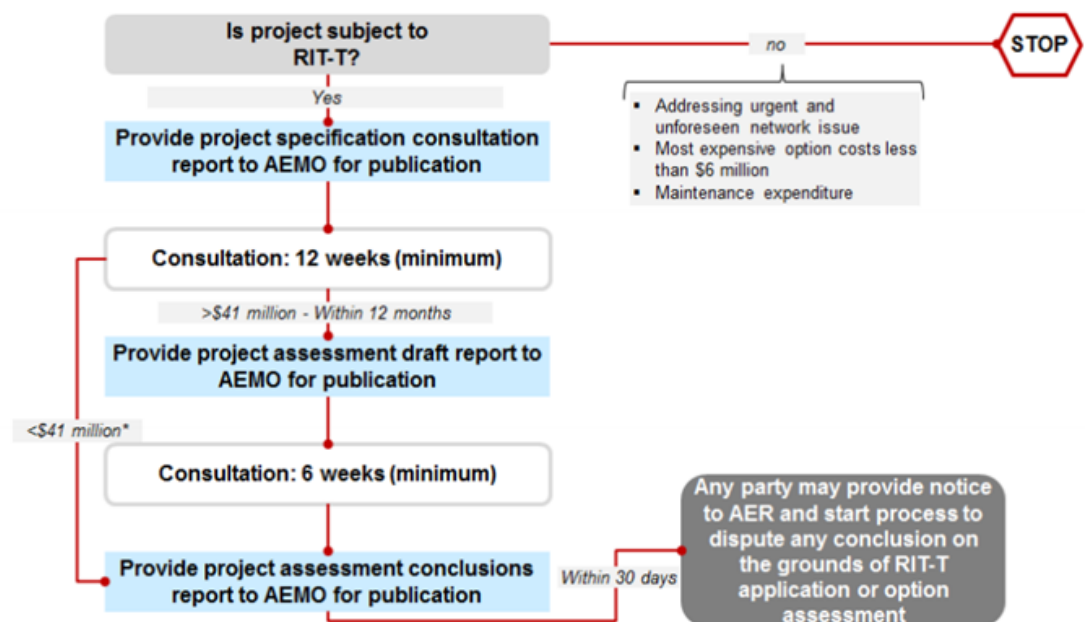 Is project subject to
RIT-T?
no
STOP
Yes
▪ Addressing urgent and
unforeseen network issue
▪ Most expensive option costs less
than $6 million
▪ Maintenance expenditure
Provide project specification consultation
report to AEMO for publication
Consultation: 12 weeks (minimum)
>$41 million - Within 12 months
Provide project assessment draft report to
AEMO for publication
<$41 million*
Consultation: 6 weeks (minimum)
Provide project assessment conclusions
report to AEMO for publication
Within 30 days
Any party may provide notice
to AER and start process to
dispute any conclusion on
the grounds of RIT-T
application or option
assessment